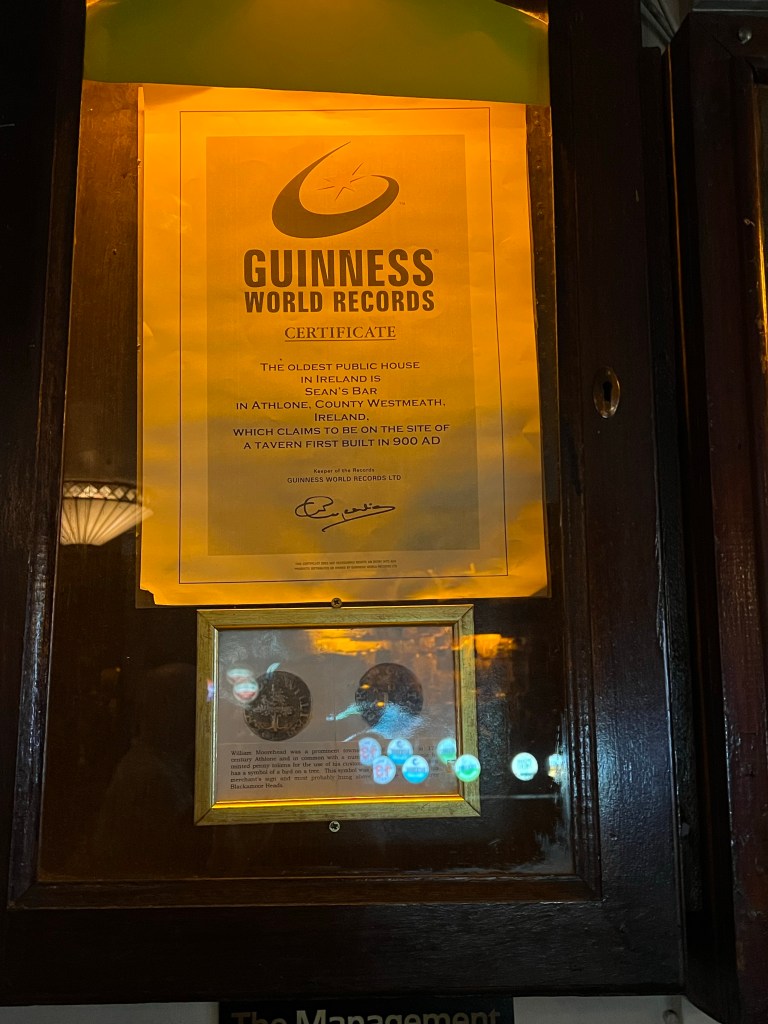 GUINNESS
WORLD RECORDS
CERTIFICATE
THE OLDEST PUBLIC HOUSE
IN IRELAND IS
SEAN'S BAR
IN ATHLONE, COUNTY WESTMEATH,
IRELAND,
WHICH CLAIMS TO BE ON THE SITE OF
A TAVERN FIRST BUILT IN 900 AD
Keeper of the Records
GUINNESS WORLD RECORDS LTD
William Moorehead was a prominent
century Athlone and in common with a
minted penny tokens for the use of his
has a symbol of a bird on a tree. This symbol was
merchant's sign and most probably hung
Blackamoor Heade.
The Management